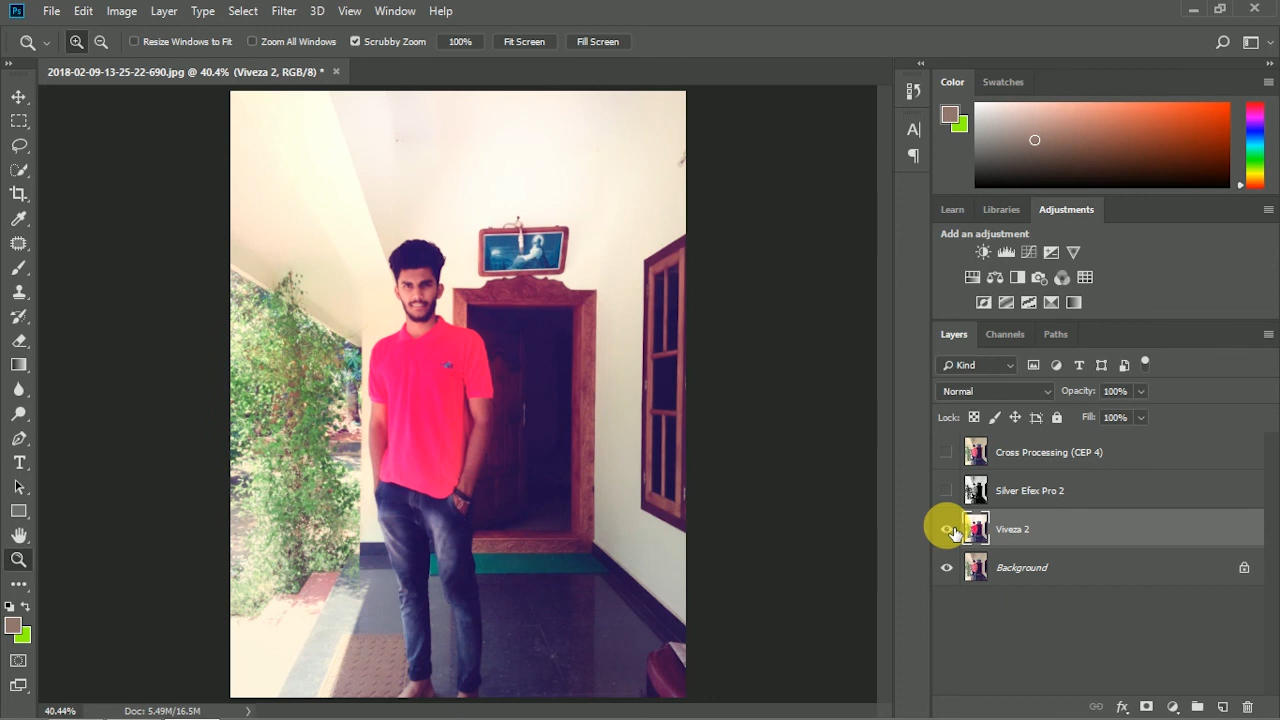 Ps File Edit Image Layer Type Select Filter 3D View Window Help
Resize Windows to Fit Zoom All Windows Scrubby Zoom 100% Fit Screen Fill Screen
2018-02-09-13-25-22-690.jpg @ 40.4% (Viveza 2, RGB/8) *
Color Swatches
Learn Libraries Adjustments
Add an adjustment
Layers Channels Paths
Kind
Normal Opacity: 100%
Lock: Fill: 100%
Cross Processing (CEP 4)
Silver Efex Pro 2
Viveza 2
Background
40.44% Doc: 5.49M/16.5M